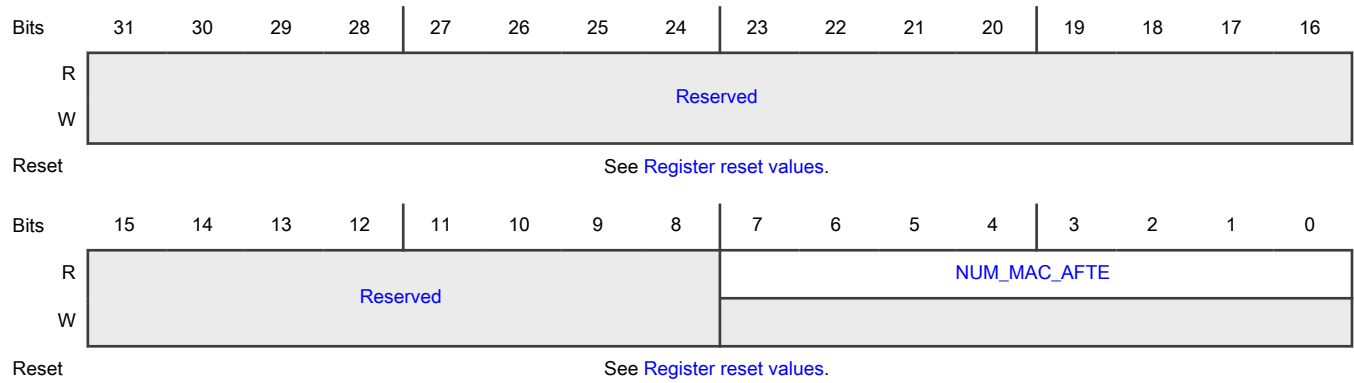 Bits 31 30 29 28 27 26 25 24 23 22 21 20 19 18 17 16
R
Reserved
W
Reset See Register reset values.
Bits 15 14 13 12 11 10 9 8 7 6 5 4 3 2 1 0
R NUM_MAC_AFTE
Reserved
W
Reset See Register reset values.